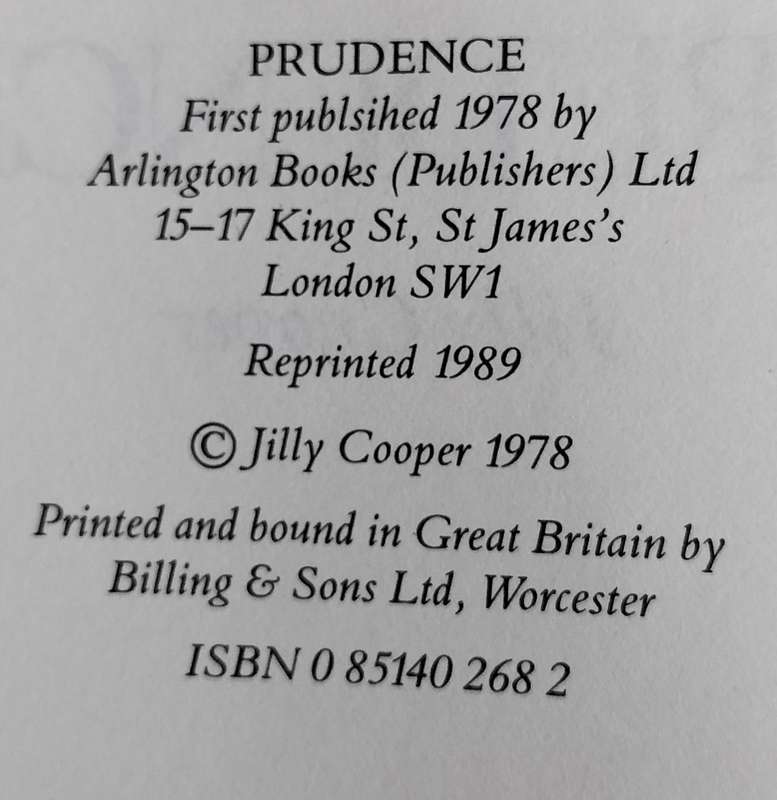 PRUDENCE
First publsihed 1978 by
Arlington Books (Publishers) Ltd
15–17 King St, St James's
London SW1
Reprinted 1989
© Jilly Cooper 1978
Printed and bound in Great Britain by
Billing & Sons Ltd, Worcester
ISBN 0 85140 268 2